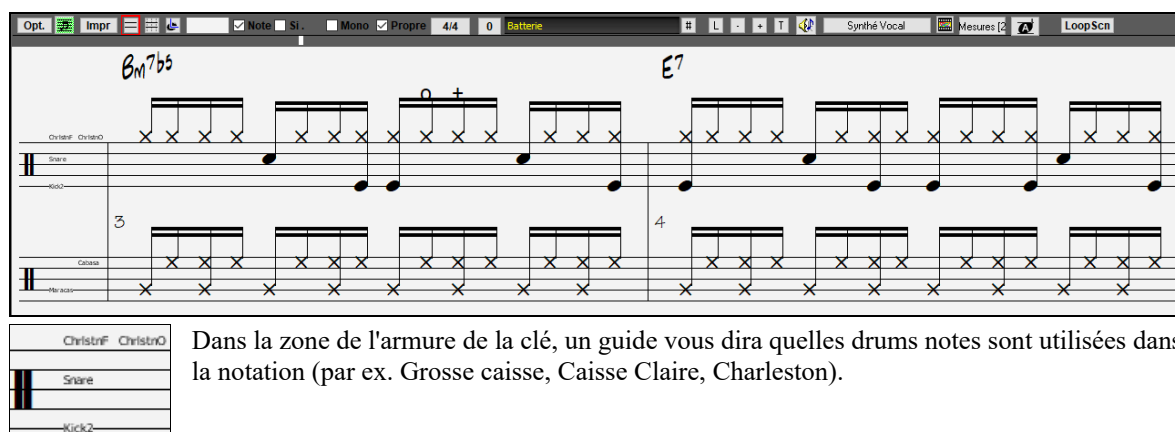 Opt. Impr Note Si . Mono Propre 4/4 0 Batterie # L - + T Synthé Vocal Mesures [2 A LoopScn
Bm7b5 E7
o +
ChristnF ChristnO
Snare
Kick2
3 4
Cabasa
Maracas
ChristnF ChristnO
Snare
Kick2
Dans la zone de l'armure de la clé, un guide vous dira quelles drums notes sont utilisées dans
la notation (par ex. Grosse caisse, Caisse Claire, Charleston).